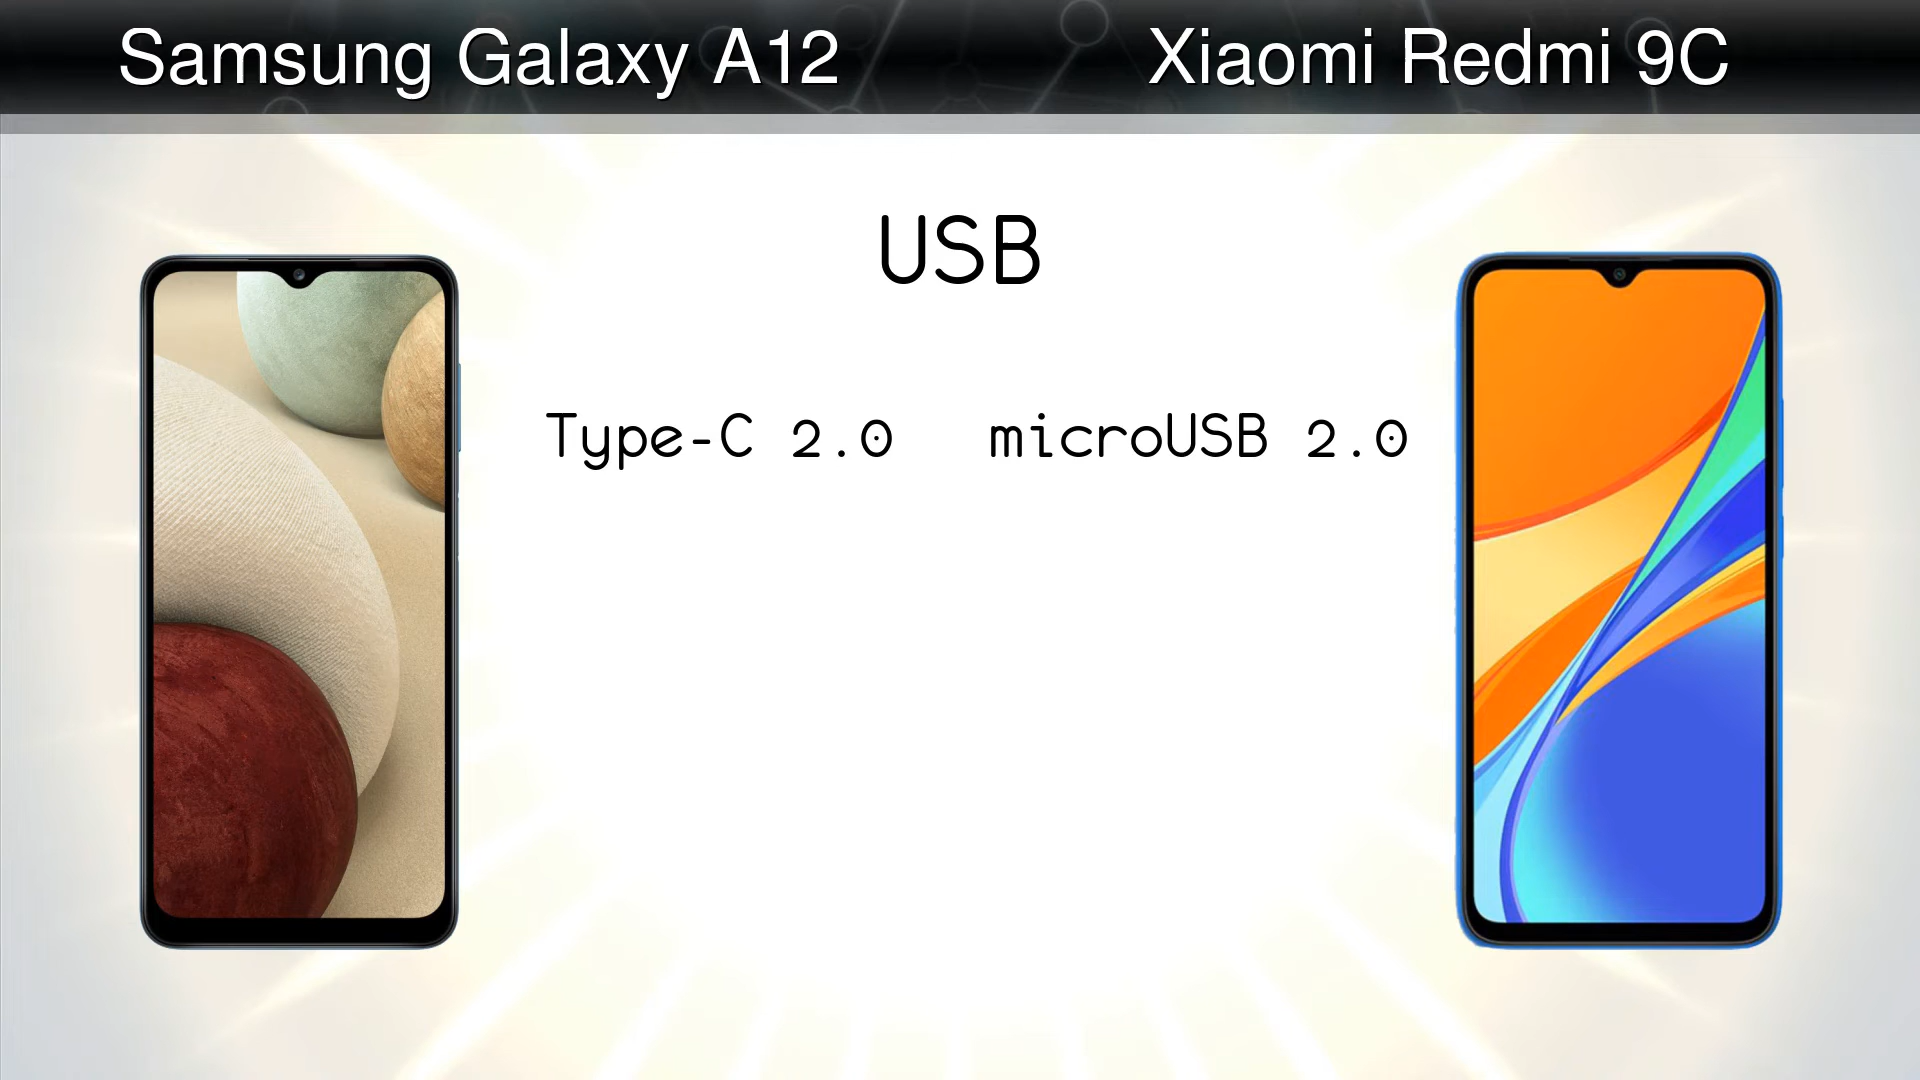 Samsung Galaxy A12
Xiaomi Redmi 9C
USB
Type-C 2.0
microUSB 2.0